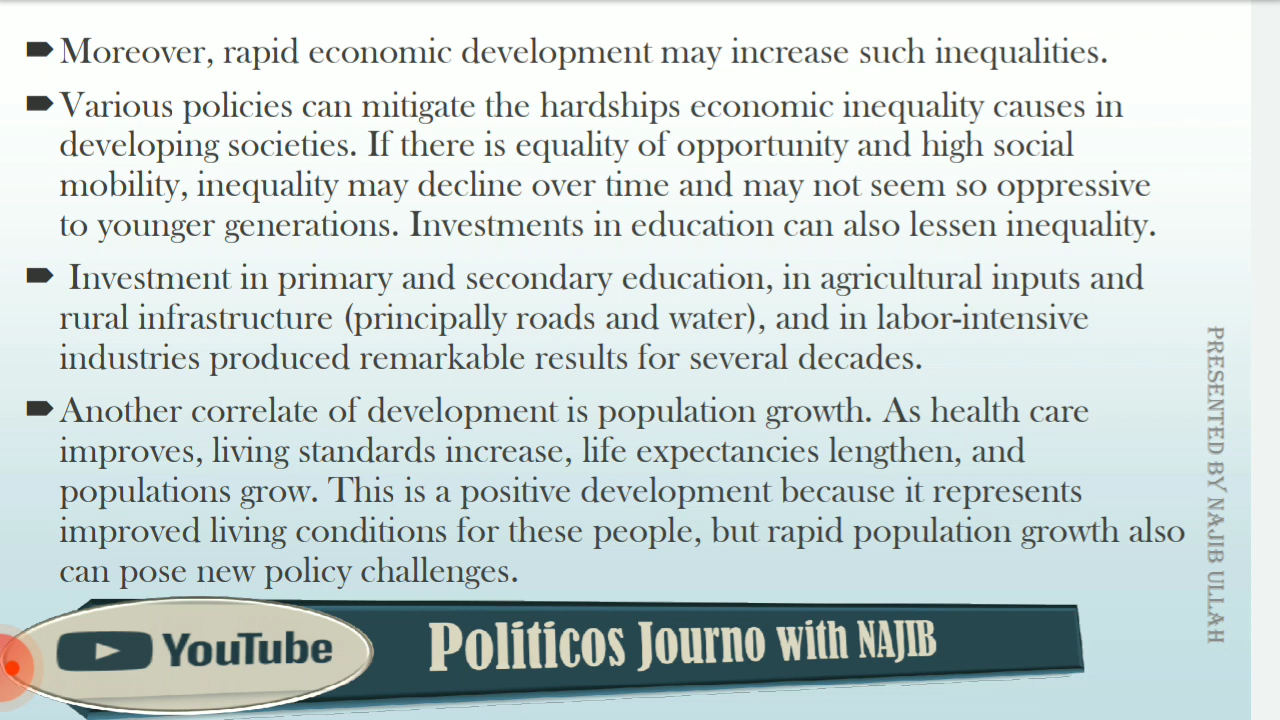 Moreover, rapid economic development may increase such inequalities.
Various policies can mitigate the hardships economic inequality causes in
developing societies. If there is equality of opportunity and high social
mobility, inequality may decline over time and may not seem so oppressive
to younger generations. Investments in education can also lessen inequality.
Investment in primary and secondary education, in agricultural inputs and
rural infrastructure (principally roads and water), and in labor-intensive
industries produced remarkable results for several decades.
Another correlate of development is population growth. As health care
improves, living standards increase, life expectancies lengthen, and
populations grow. This is a positive development because it represents
improved living conditions for these people, but rapid population growth also
can pose new policy challenges.
PRESENTED BY NAJIB ULLAH
YouTube
Politicos Journo with NAJIB